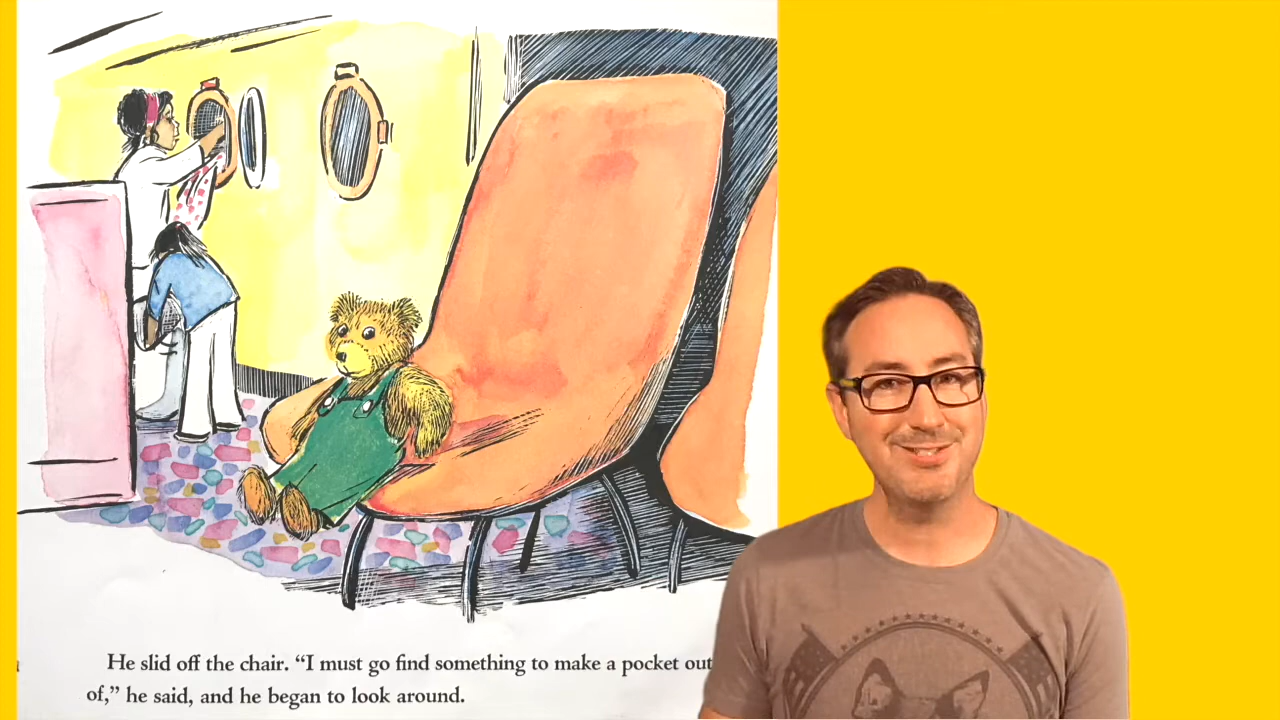 He slid off the chair. “I must go find something to make a pocket out
of,” he said, and he began to look around.